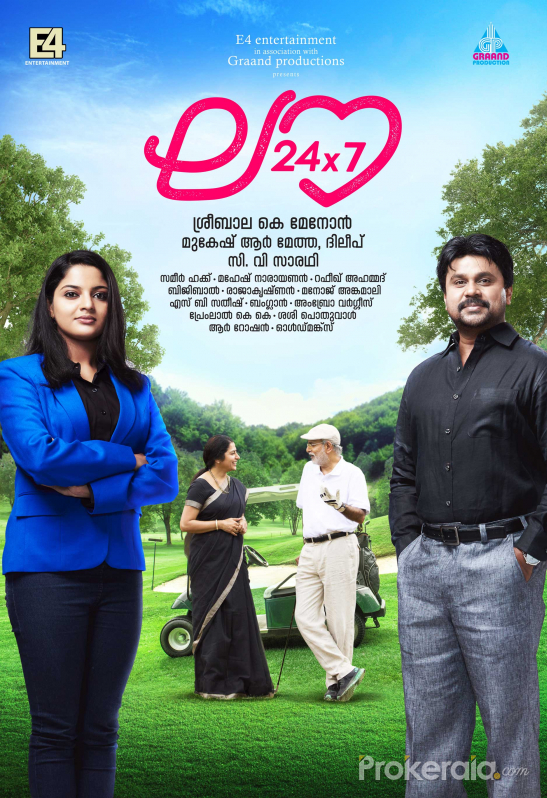 E4
ENTERTAINMENT
E4 entertainment
in association with
Graand productions
presents
GP
GRAAND
PRODUCTION
ലൗ
24x7
ശ്രീബാല കെ മേനോൻ
മുകേഷ് ആർ മേത്ത, ദിലീപ്
സി. വി സാരഥി
സമീർ ഹക്ക് • മഹേഷ് നാരായണൻ • റഫീഖ് അഹമ്മദ്
ബിജിബാൽ • രാജാകൃഷ്ണൻ • മനോജ് അങ്കമാലി
എസ് ബി സതീഷ് • ബംഗ്ലാൻ • അംബ്രോ വർഗ്ഗീസ്
പ്രേംലാൽ കെ കെ • ശശി പൊതുവാൾ
ആർ റോഷൻ • ഓൾഡ്മങ്ക്സ്
Prokerala.com